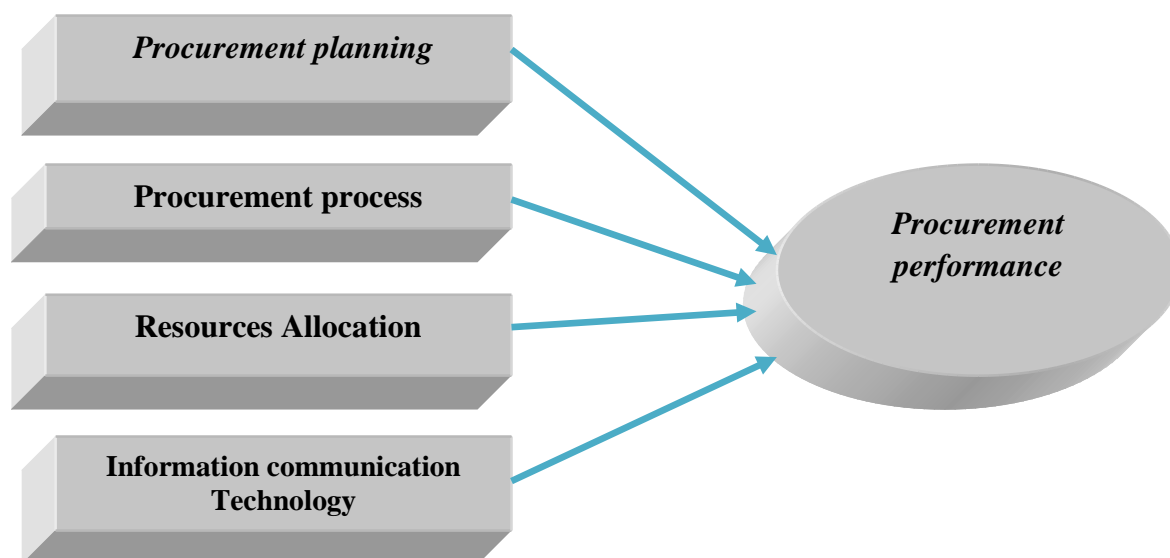 Procurement planning
Procurement process
Resources Allocation
Information communication
Technology
Procurement
performance